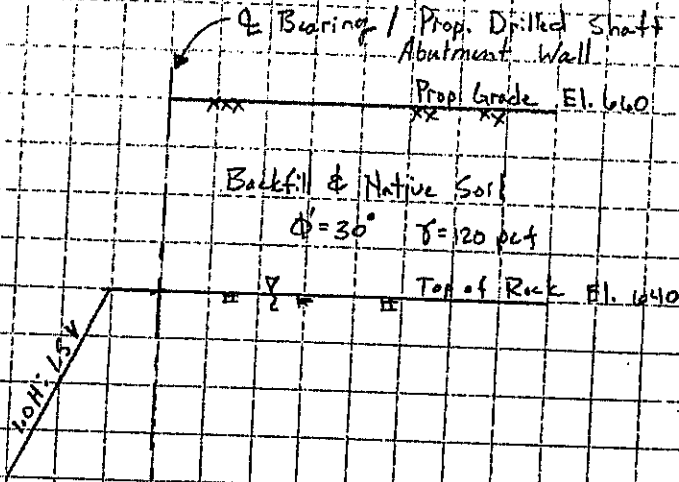 ℄ Bearing / Prop. Drilled Shaft
Abutment Wall
Prop. Grade El. 660
Backfill & Native Soil
Φ'=30° γ=120 pcf
Top of Rock El. 640
1.0H:1.5V